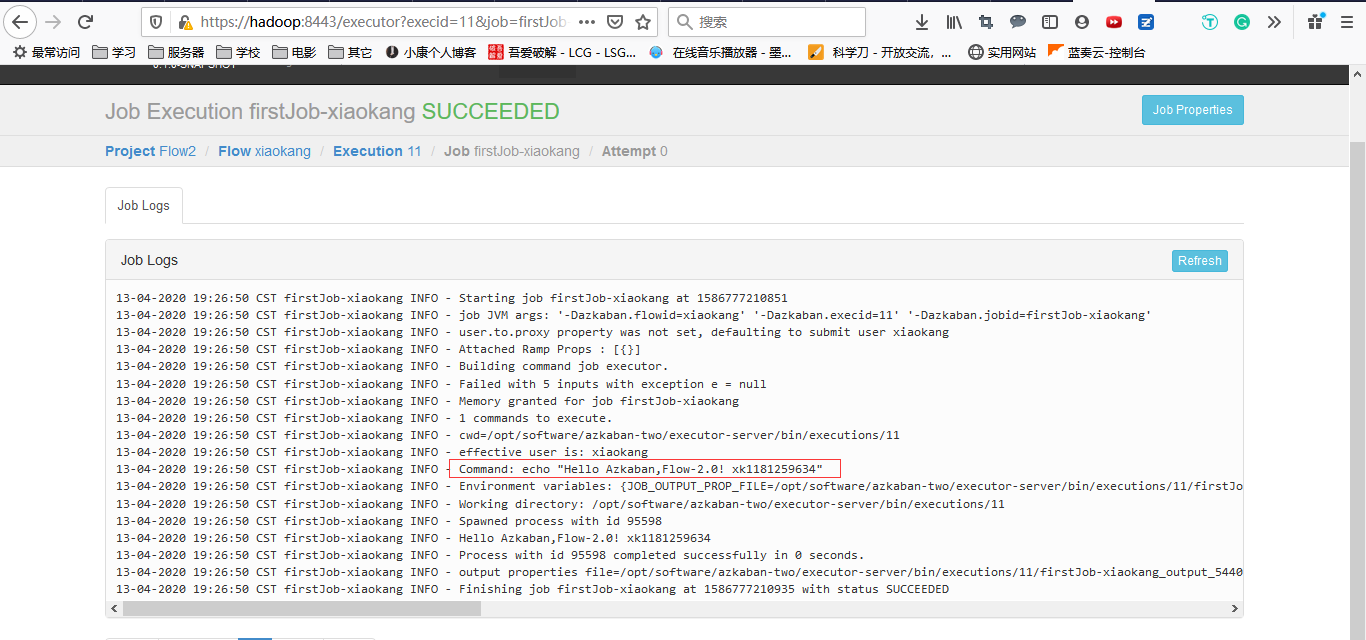 https://hadoop:8443/executor?execid=11&job=firstJob-
搜索
最常访问 学习 服务器 学校 电影 其它 小康个人博客 吾爱破解 - LCG - LSG... 在线音乐播放器 - 墨... 科学刀 - 开放交流，... 实用网站 蓝奏云-控制台
Job Execution firstJob-xiaokang SUCCEEDED
Job Properties
Project Flow2 / Flow xiaokang / Execution 11 / Job firstJob-xiaokang / Attempt 0
Job Logs
Job Logs
Refresh
13-04-2020 19:26:50 CST firstJob-xiaokang INFO - Starting job firstJob-xiaokang at 1586777210851
13-04-2020 19:26:50 CST firstJob-xiaokang INFO - job JVM args: '-Dazkaban.flowid=xiaokang' '-Dazkaban.execid=11' '-Dazkaban.jobid=firstJob-xiaokang'
13-04-2020 19:26:50 CST firstJob-xiaokang INFO - user.to.proxy property was not set, defaulting to submit user xiaokang
13-04-2020 19:26:50 CST firstJob-xiaokang INFO - Attached Ramp Props : [{}]
13-04-2020 19:26:50 CST firstJob-xiaokang INFO - Building command job executor.
13-04-2020 19:26:50 CST firstJob-xiaokang INFO - Failed with 5 inputs with exception e = null
13-04-2020 19:26:50 CST firstJob-xiaokang INFO - Memory granted for job firstJob-xiaokang
13-04-2020 19:26:50 CST firstJob-xiaokang INFO - 1 commands to execute.
13-04-2020 19:26:50 CST firstJob-xiaokang INFO - cwd=/opt/software/azkaban-two/executor-server/bin/executions/11
13-04-2020 19:26:50 CST firstJob-xiaokang INFO - effective user is: xiaokang
13-04-2020 19:26:50 CST firstJob-xiaokang INFO - Command: echo "Hello Azkaban,Flow-2.0! xk1181259634"
13-04-2020 19:26:50 CST firstJob-xiaokang INFO - Environment variables: {JOB_OUTPUT_PROP_FILE=/opt/software/azkaban-two/executor-server/bin/executions/11/firstJo
13-04-2020 19:26:50 CST firstJob-xiaokang INFO - Working directory: /opt/software/azkaban-two/executor-server/bin/executions/11
13-04-2020 19:26:50 CST firstJob-xiaokang INFO - Spawned process with id 95598
13-04-2020 19:26:50 CST firstJob-xiaokang INFO - Hello Azkaban,Flow-2.0! xk1181259634
13-04-2020 19:26:50 CST firstJob-xiaokang INFO - Process with id 95598 completed successfully in 0 seconds.
13-04-2020 19:26:50 CST firstJob-xiaokang INFO - output properties file=/opt/software/azkaban-two/executor-server/bin/executions/11/firstJob-xiaokang_output_5440
13-04-2020 19:26:50 CST firstJob-xiaokang INFO - Finishing job firstJob-xiaokang at 1586777210935 with status SUCCEEDED